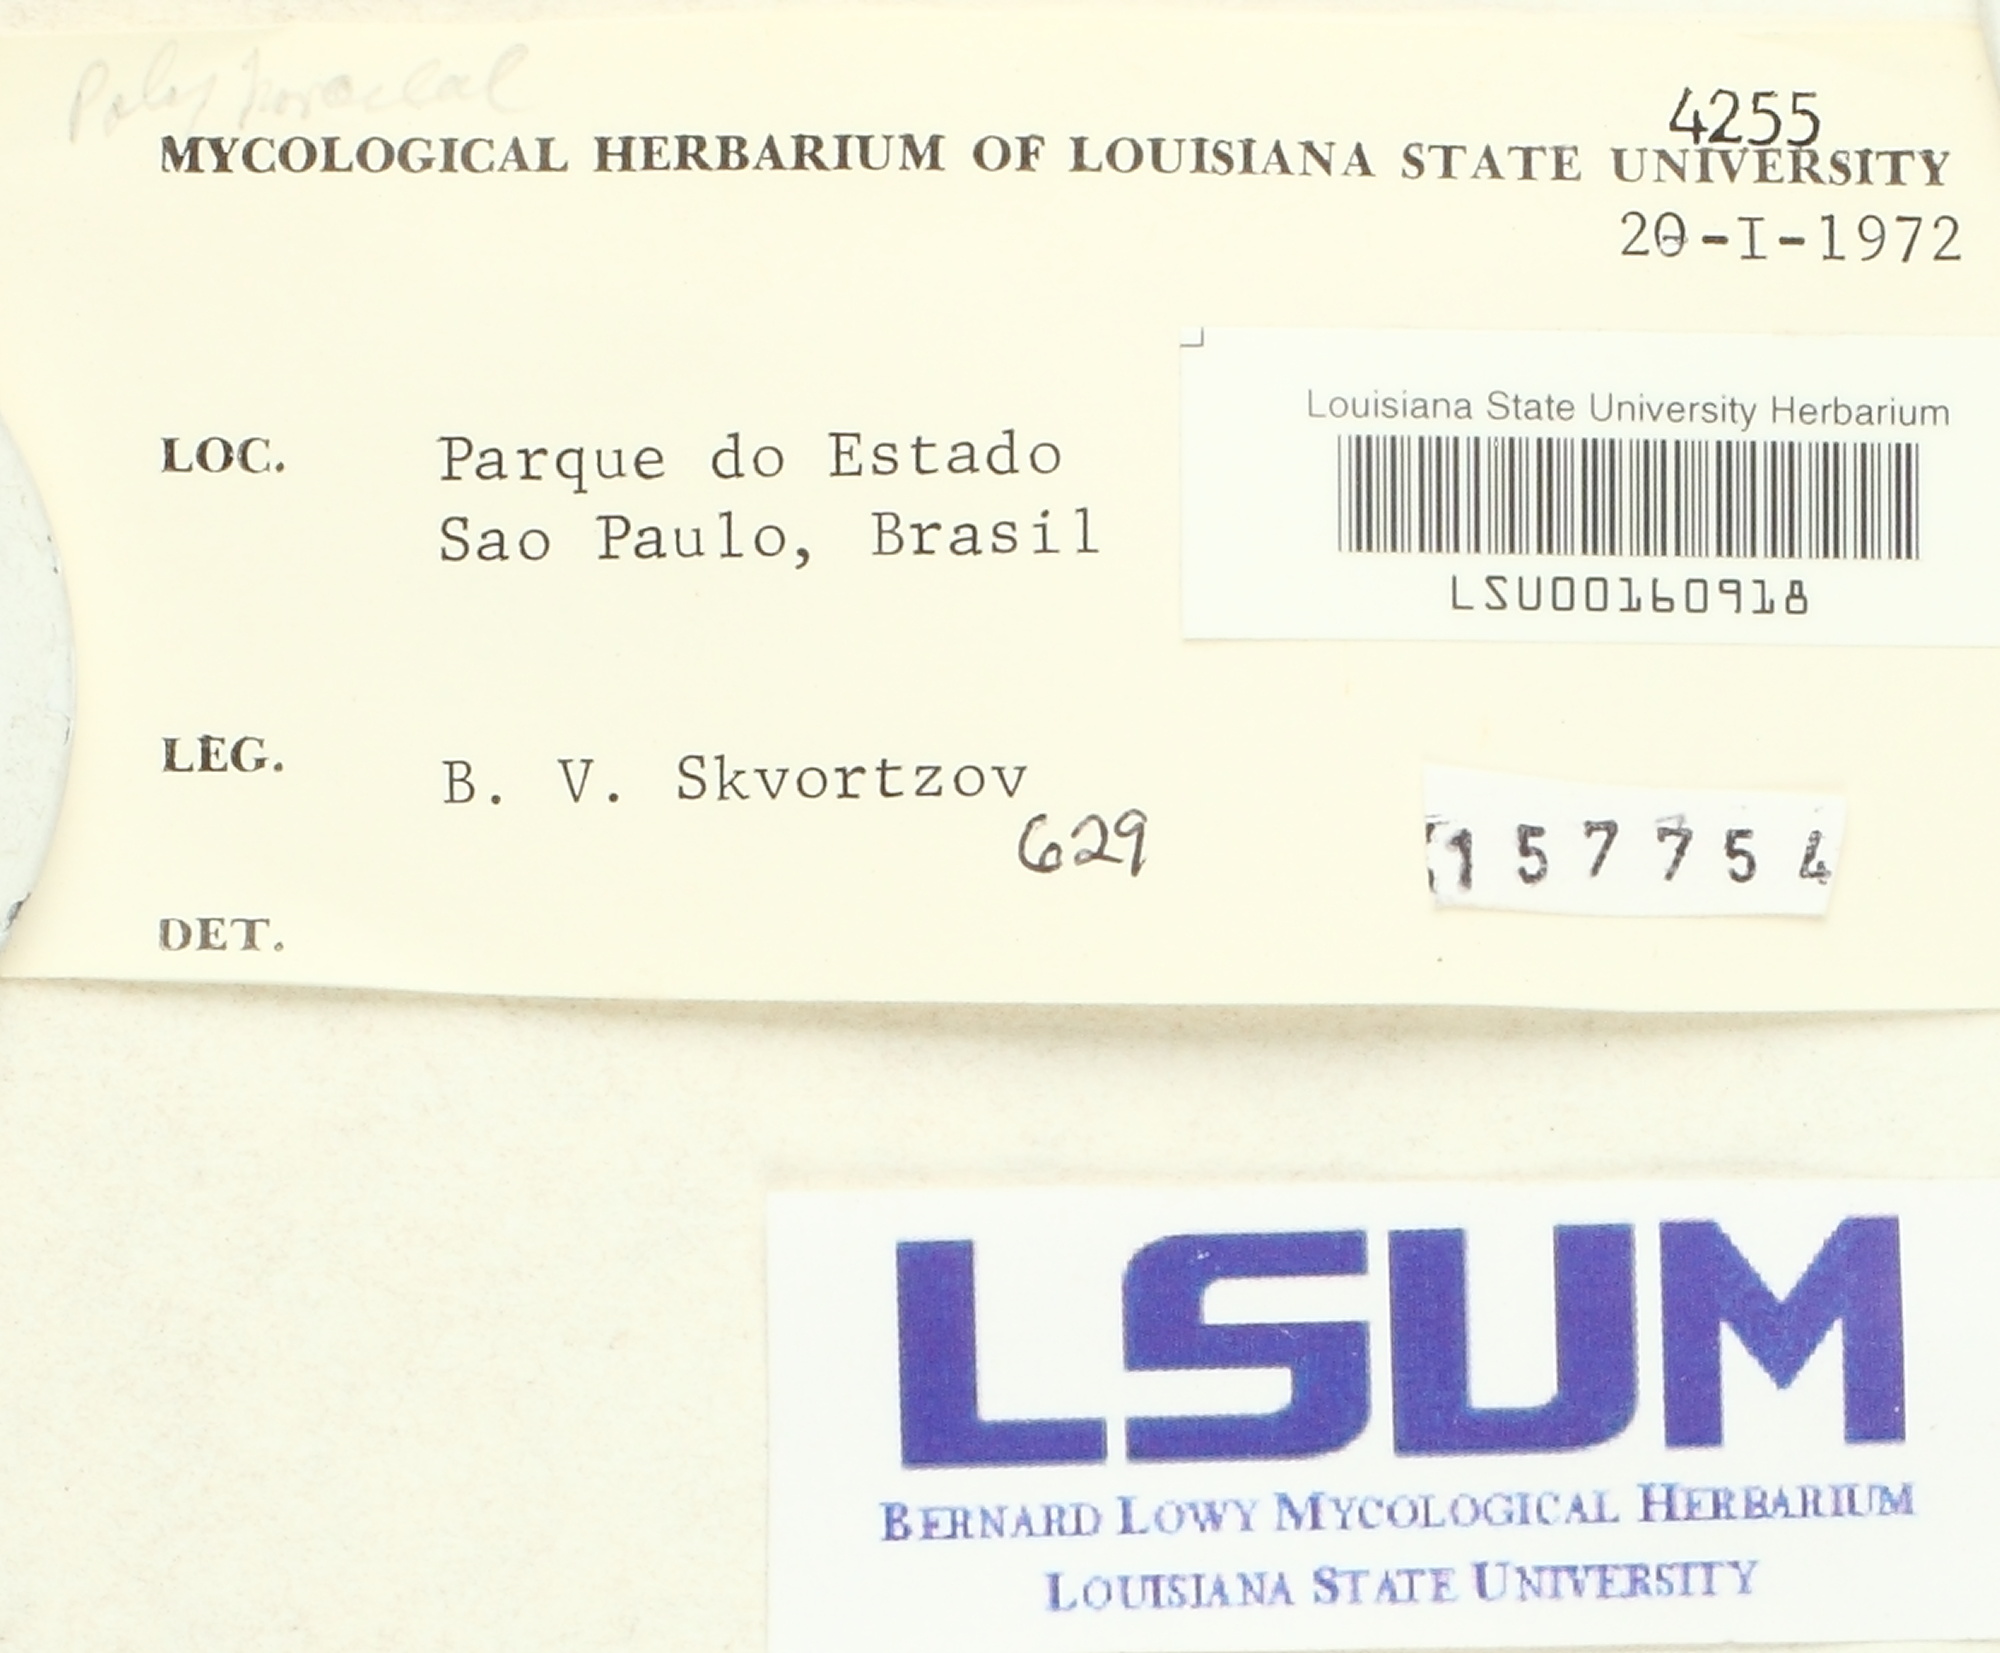 Polyporaceae
4255
MYCOLOGICAL HERBARIUM OF LOUISIANA STATE UNIVERSITY
20-I-1972
Louisiana State University Herbarium
LOC. Parque do Estado
Sao Paulo, Brasil
LSU00160918
LEG. B. V. Skvortzov
629
157754
DET.
LSUM
BERNARD LOWY MYCOLOGICAL HERBARIUM
LOUISIANA STATE UNIVERSITY